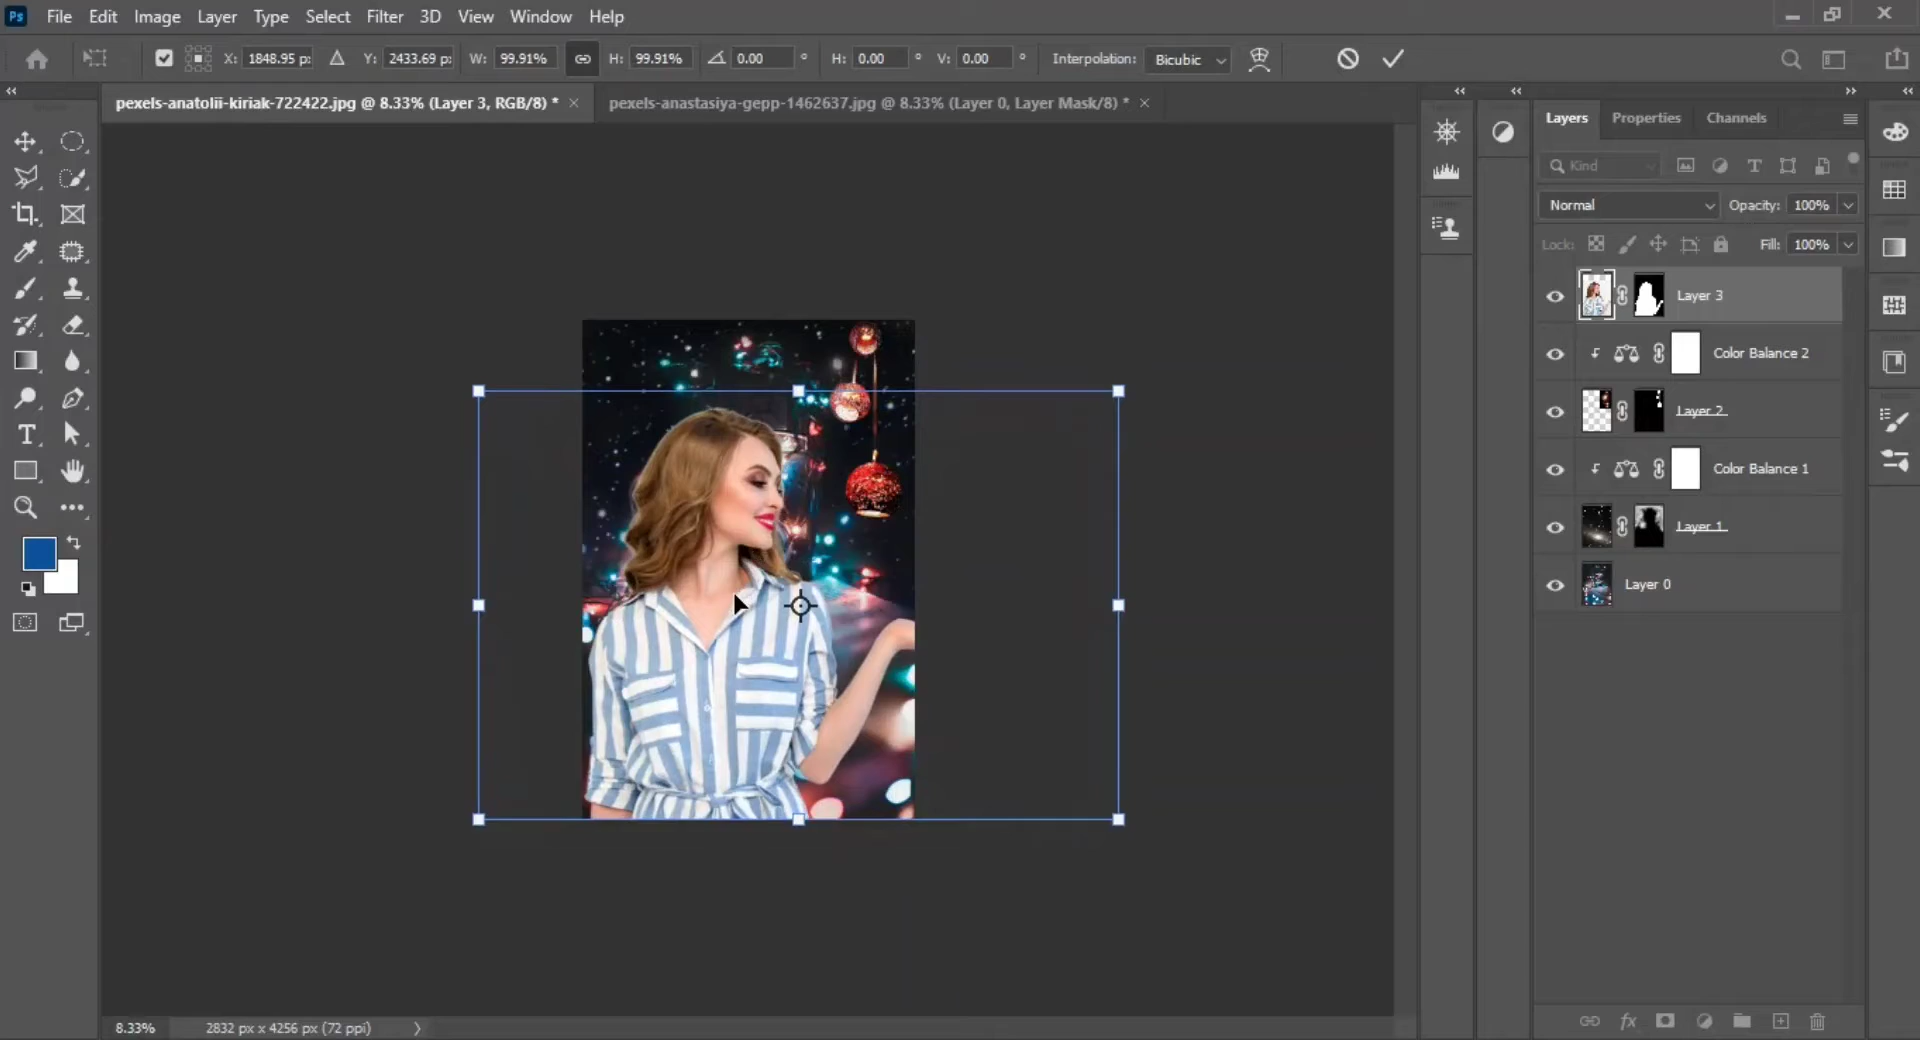 Ps File Edit Image Layer Type Select Filter 3D View Window Help
X: 1848.95 p: Y: 2433.69 p: W: 99.91% H: 99.91% 0.00 ° H: 0.00 ° V: 0.00 ° Interpolation: Bicubic
pexels-anatolii-kiriak-722422.jpg @ 8.33% (Layer 3, RGB/8) * × pexels-anastasiya-gepp-1462637.jpg @ 8.33% (Layer 0, Layer Mask/8) * ×
Layers Properties Channels
Kind
Normal Opacity: 100%
Lock: Fill: 100%
Layer 3
Color Balance 2
Layer 2
Color Balance 1
Layer 1
Layer 0
8.33% 2832 px x 4256 px (72 ppi)